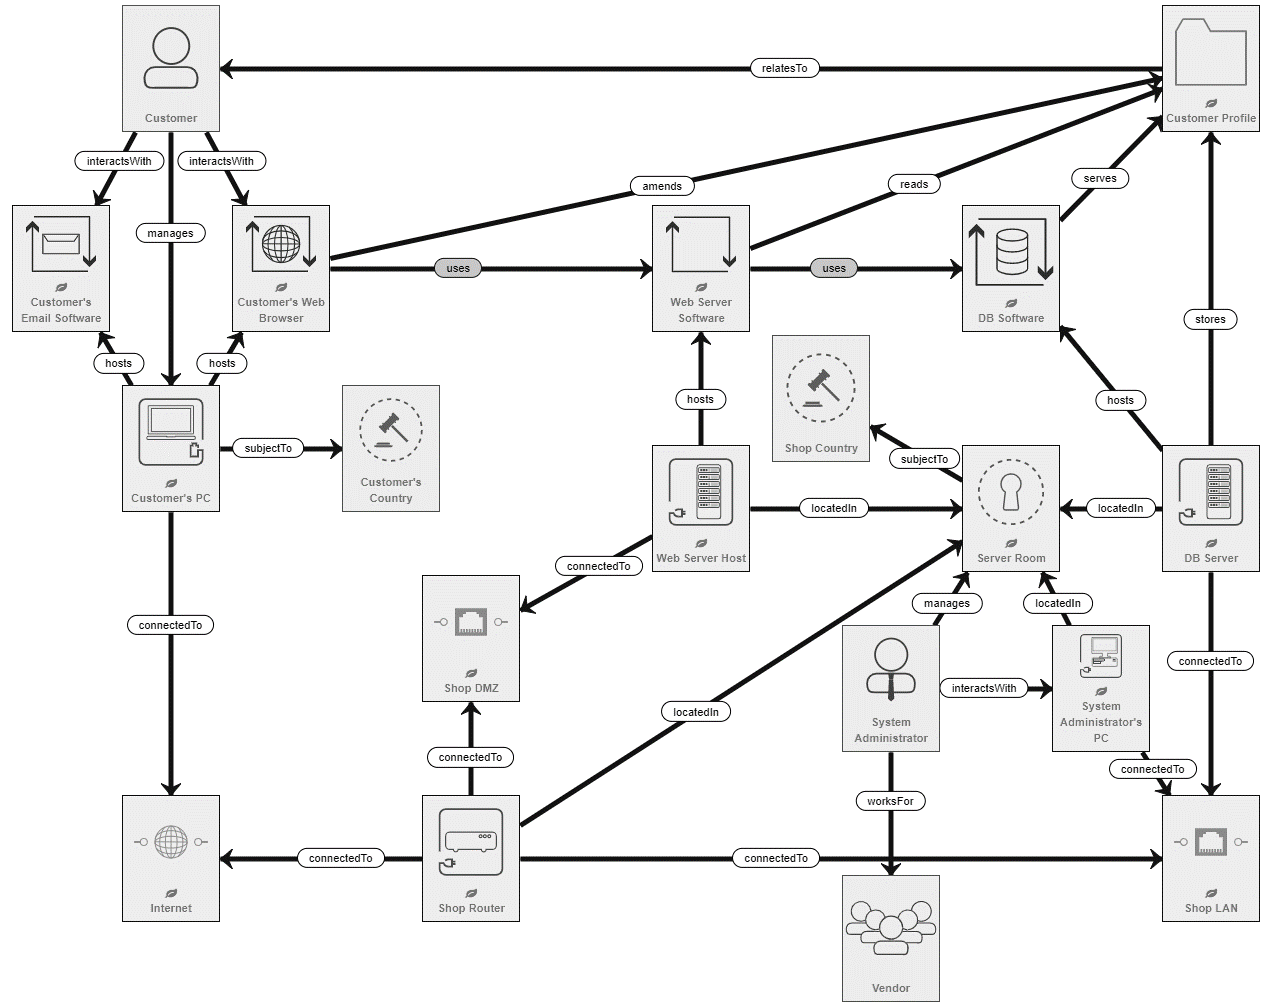 relatesTo
Customer
Customer Profile
interactsWith
interactsWith
serves
amends
reads
manages
uses
uses
Customer's
Email Software
Customer's Web
Browser
Web Server
Software
DB Software
stores
hosts
hosts
hosts
hosts
subjectTo
Shop Country
subjectTo
Customer's PC
Customer's
Country
locatedIn
locatedIn
Web Server Host
Server Room
DB Server
connectedTo
manages
locatedIn
connectedTo
connectedTo
Shop DMZ
interactsWith
locatedIn
System
Administrator
System
Administrator's
PC
connectedTo
connectedTo
worksFor
connectedTo
connectedTo
Internet
Shop Router
Shop LAN
Vendor